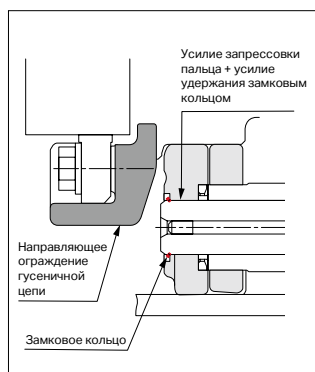 Усилие запрессовки
пальца + усилие
удержания замковым
кольцом
Направляющее
ограждение
гусеничной
цепи
Замковое кольцо